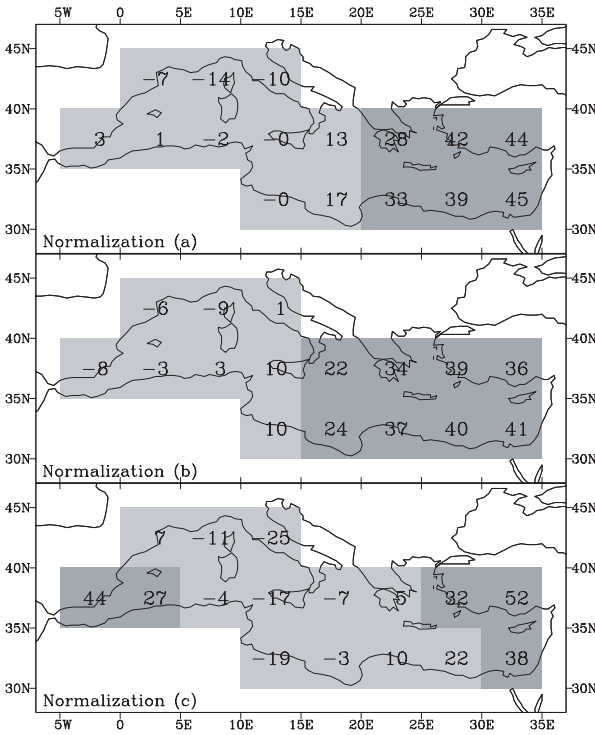 5W 0 5E 10E 15E 20E 25E 30E 35E
45N 45N
−7 −14 −10
40N 40N
3 1 −2 −0 13 28 42 44
35N 35N
−0 17 33 39 45
30N 30N
Normalization (a)
45N 45N
−6 −9 1
40N 40N
−8 −3 3 10 22 34 39 36
35N 35N
10 24 37 40 41
30N 30N
Normalization (b)
45N 45N
7 −11 −25
40N 40N
44 27 −4 −17 −7 5 32 52
35N 35N
−19 −3 10 22 38
30N 30N
Normalization (c)
5W 0 5E 10E 15E 20E 25E 30E 35E